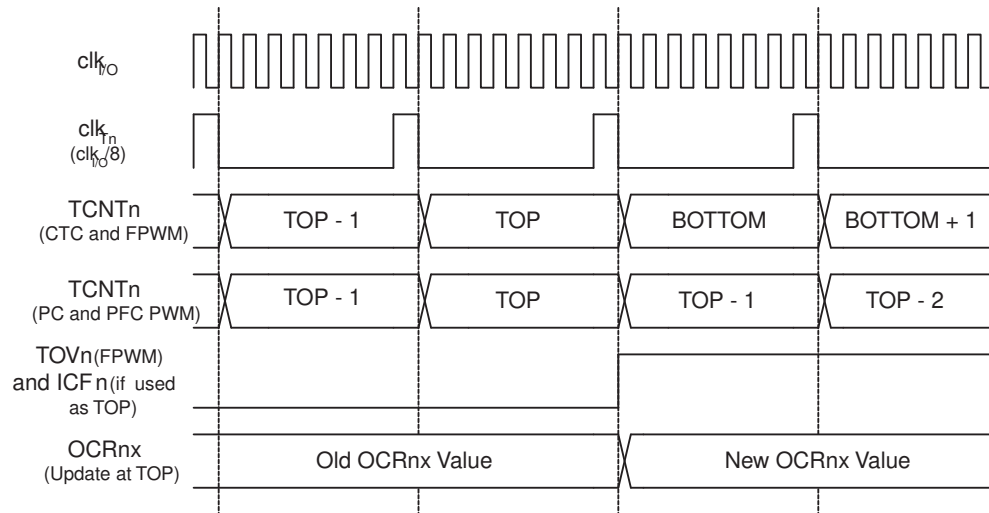 clkI/O
clkTn
(clkI/O/8)
TCNTn
(CTC and FPWM)
TOP - 1 TOP BOTTOM BOTTOM + 1
TCNTn
(PC and PFC PWM)
TOP - 1 TOP TOP - 1 TOP - 2
TOVn(FPWM)
and ICFn(if used
as TOP)
OCRnx
(Update at TOP)
Old OCRnx Value New OCRnx Value